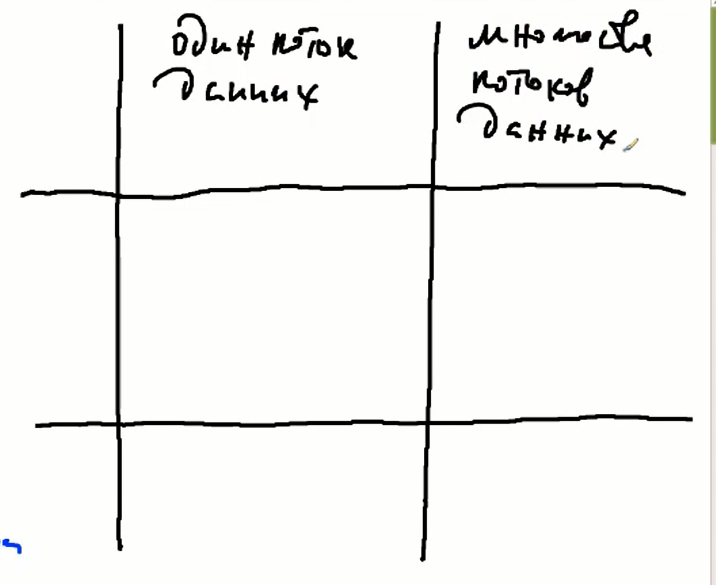 один поток
данных
множество
потоков
данных